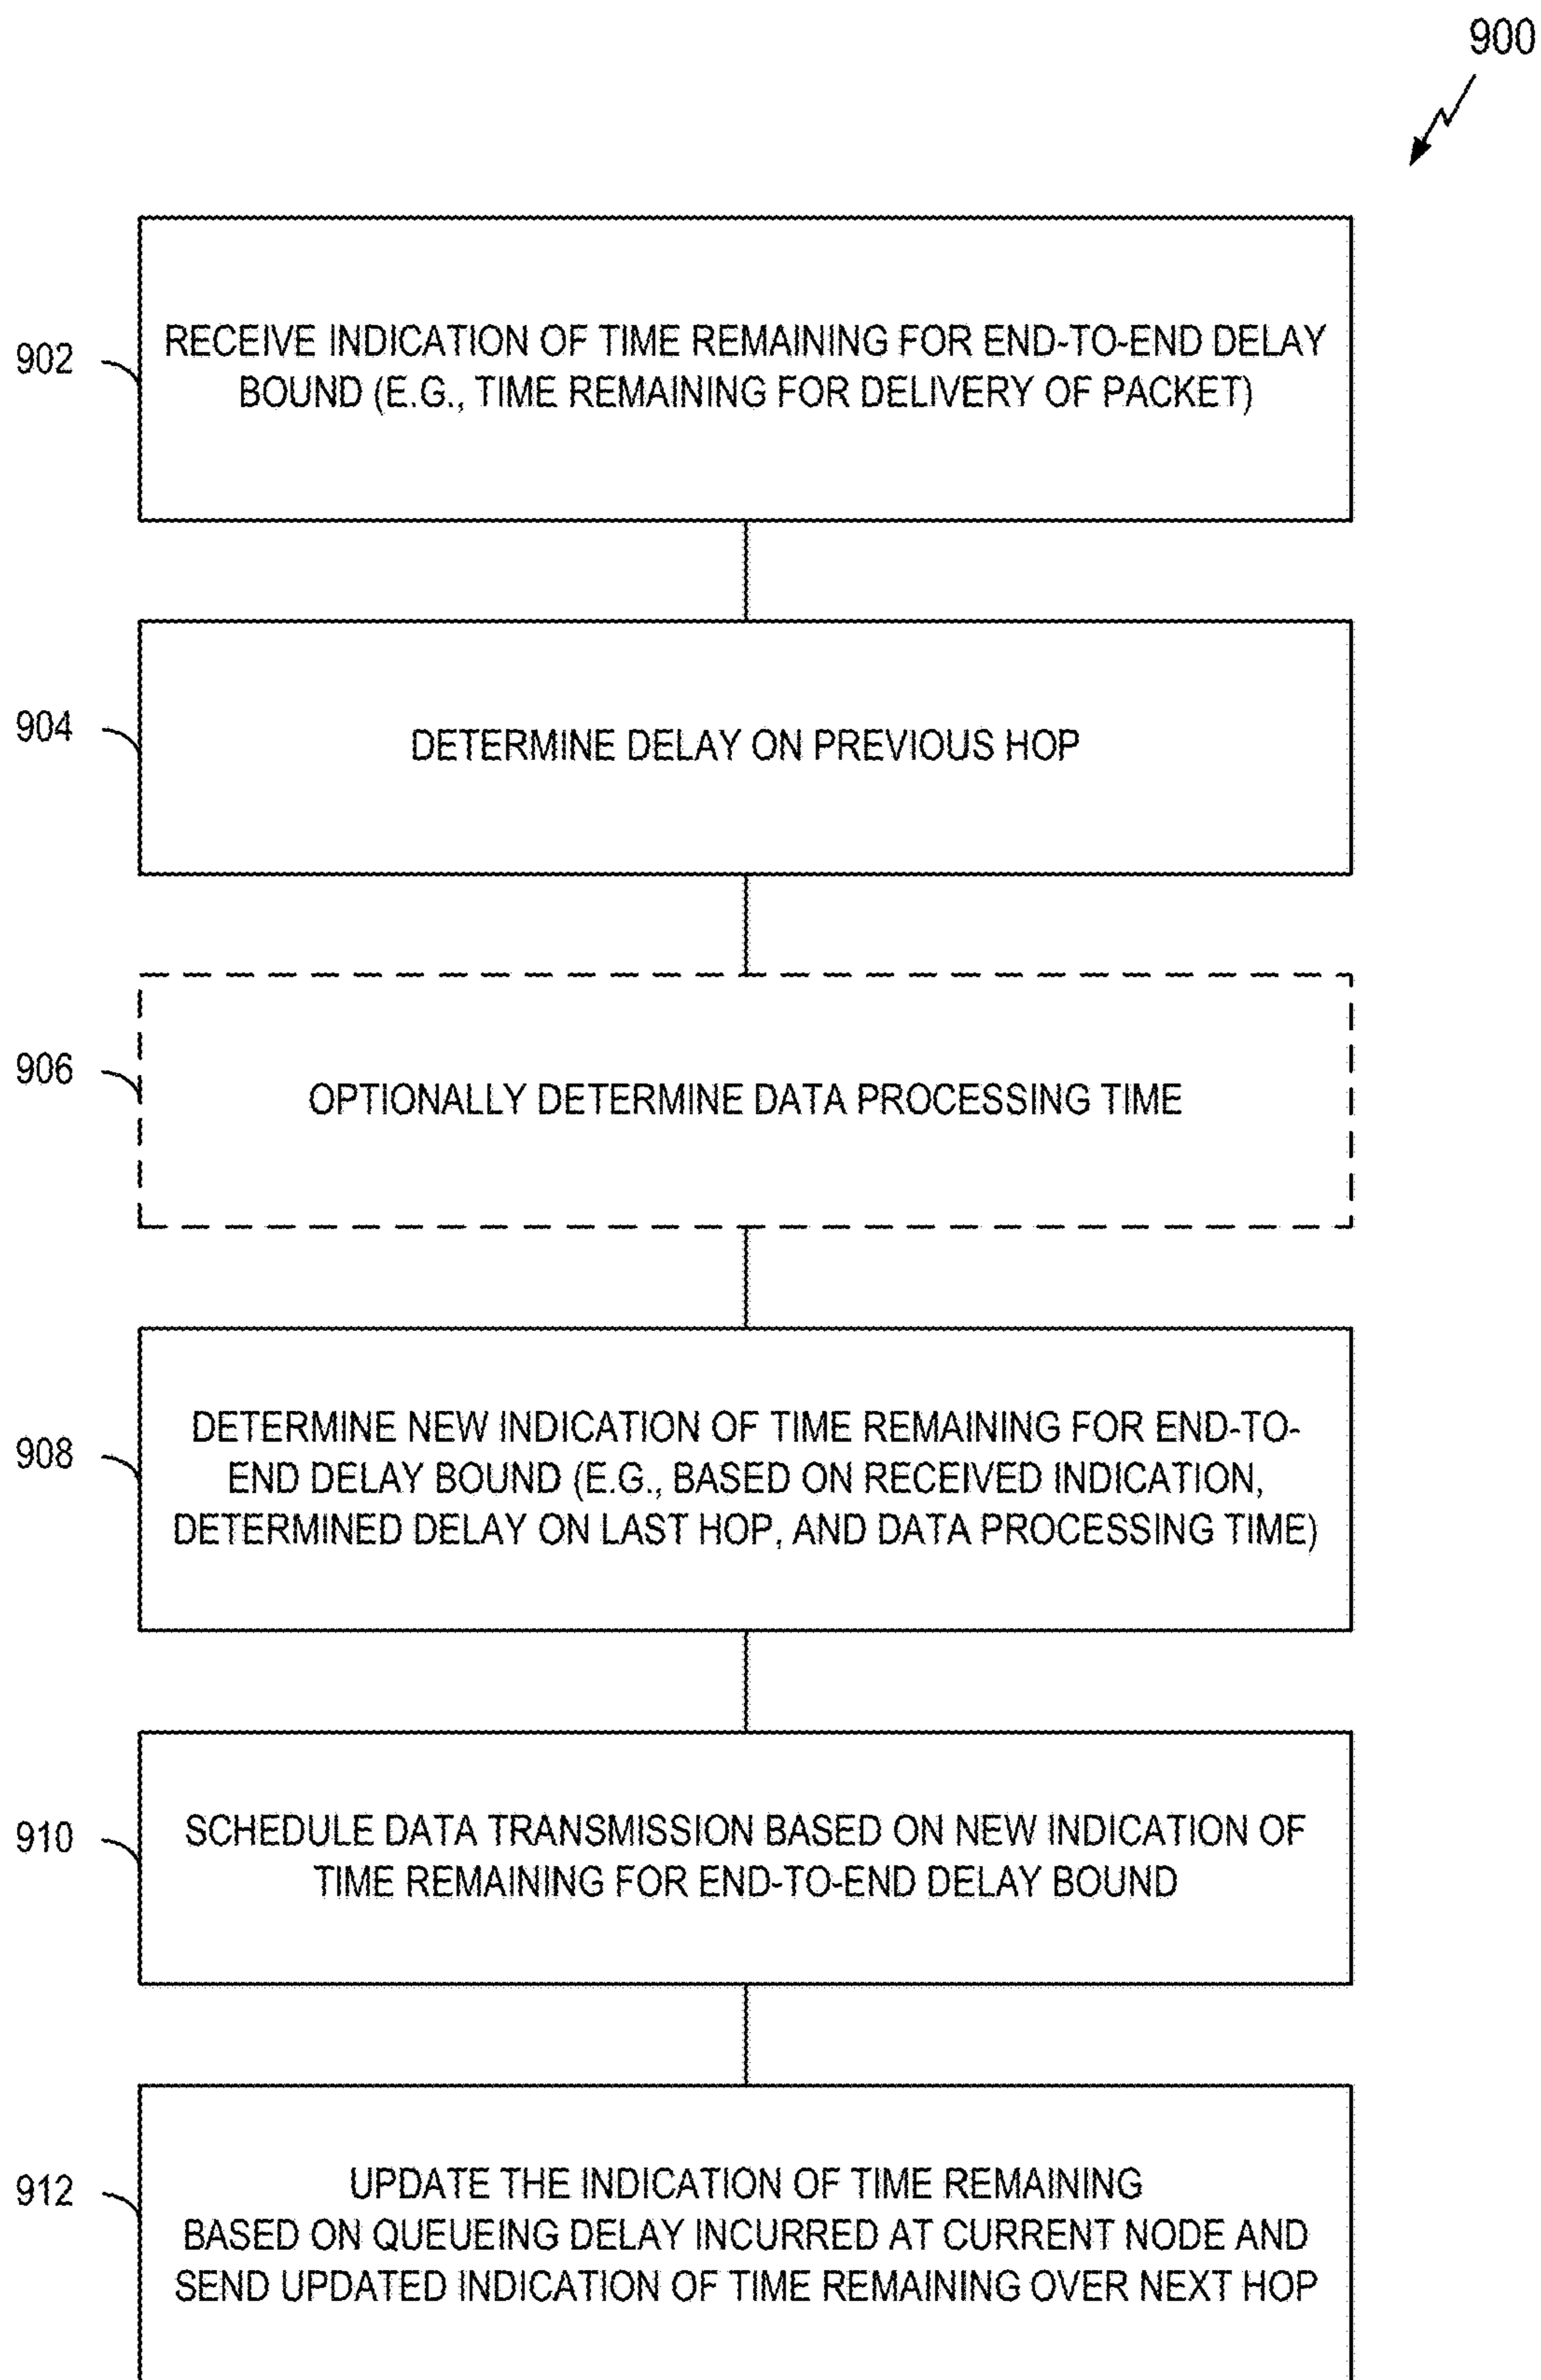 900
902
RECEIVE INDICATION OF TIME REMAINING FOR END-TO-END DELAY
BOUND (E.G., TIME REMAINING FOR DELIVERY OF PACKET)
904
DETERMINE DELAY ON PREVIOUS HOP
906
OPTIONALLY DETERMINE DATA PROCESSING TIME
908
DETERMINE NEW INDICATION OF TIME REMAINING FOR END-TO-
END DELAY BOUND (E.G., BASED ON RECEIVED INDICATION,
DETERMINED DELAY ON LAST HOP, AND DATA PROCESSING TIME)
910
SCHEDULE DATA TRANSMISSION BASED ON NEW INDICATION OF
TIME REMAINING FOR END-TO-END DELAY BOUND
912
UPDATE THE INDICATION OF TIME REMAINING
BASED ON QUEUEING DELAY INCURRED AT CURRENT NODE AND
SEND UPDATED INDICATION OF TIME REMAINING OVER NEXT HOP